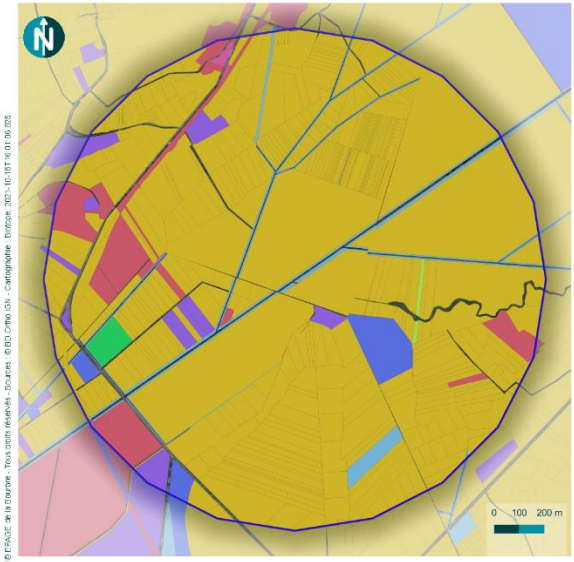 N
© EPAGE de la Bourbre - Tous droits réservés - Sources : © BD Ortho IGN - Cartographie : Biotope, 2021-10-15T16:01:06.825
0 100 200 m